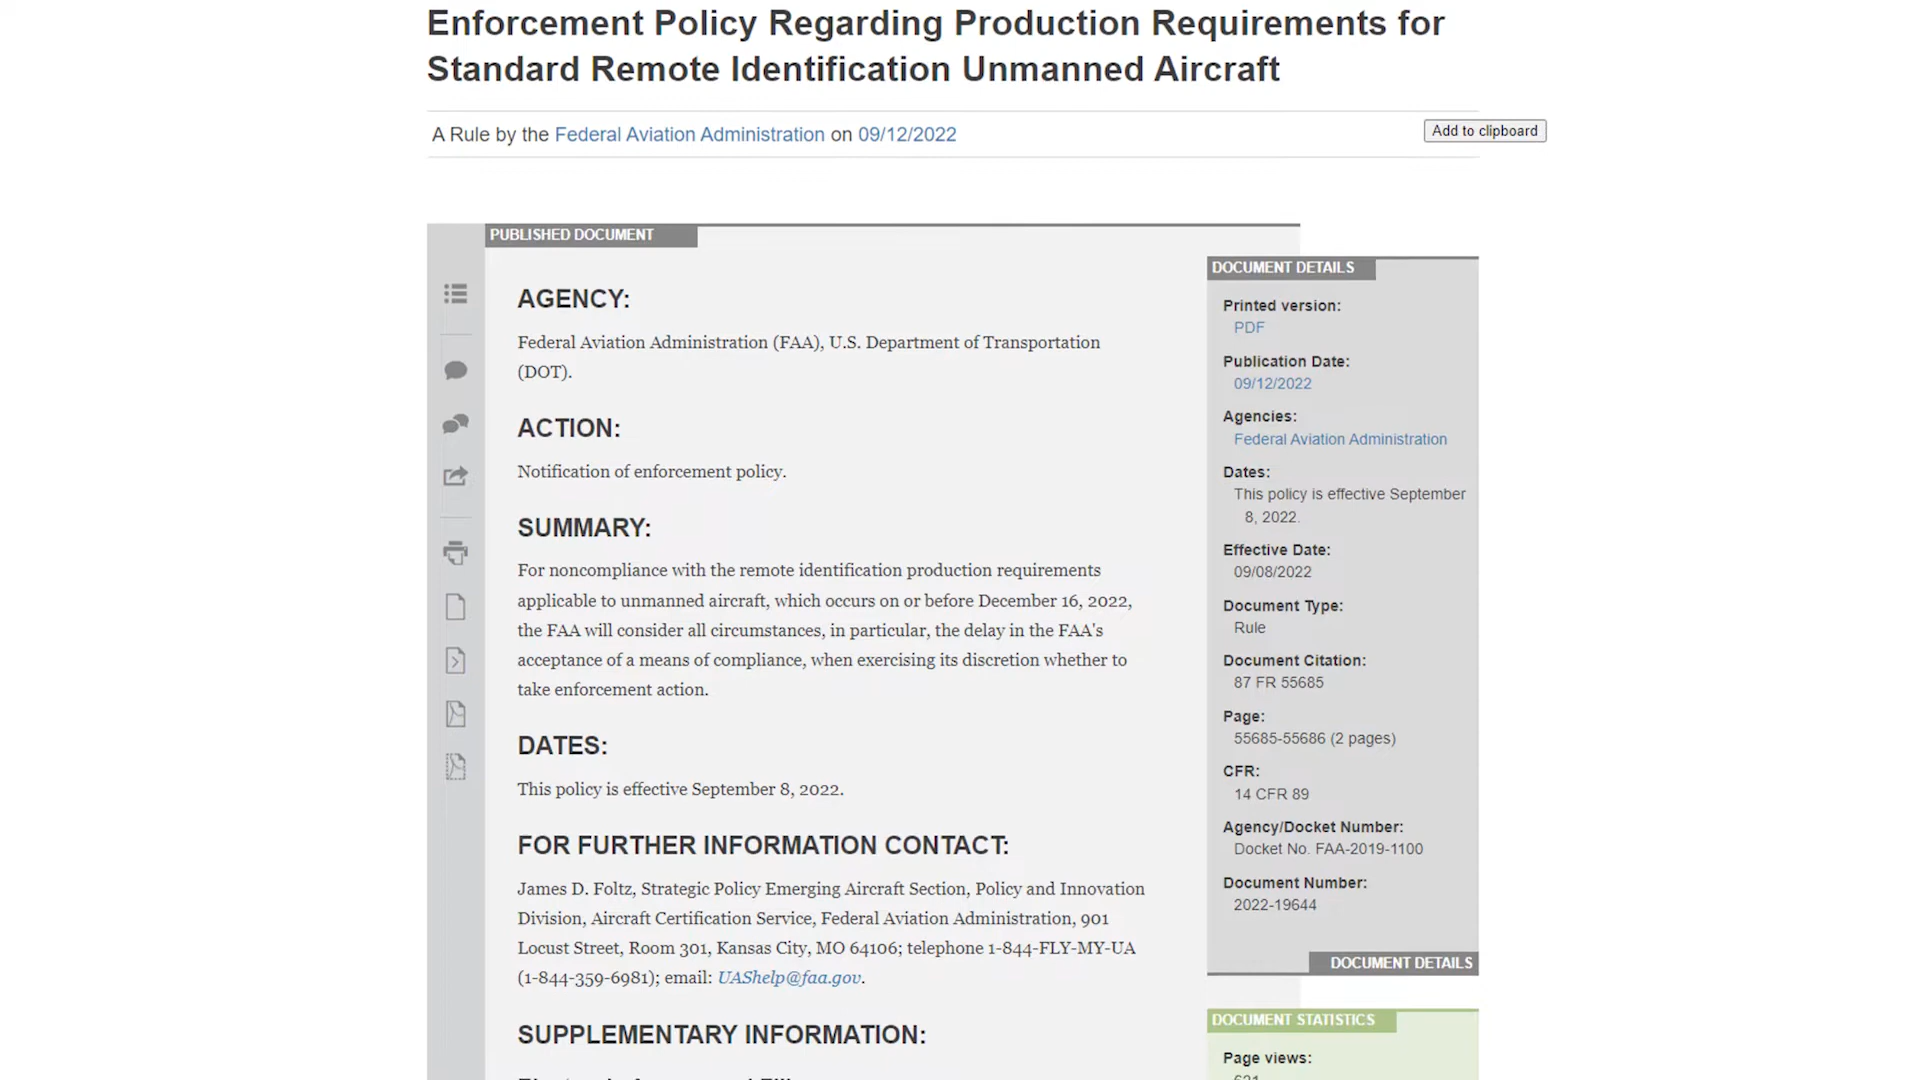 Enforcement Policy Regarding Production Requirements for
Standard Remote Identification Unmanned Aircraft
A Rule by the Federal Aviation Administration on 09/12/2022
Add to clipboard
PUBLISHED DOCUMENT
AGENCY:
Federal Aviation Administration (FAA), U.S. Department of Transportation
(DOT).
ACTION:
Notification of enforcement policy.
SUMMARY:
For noncompliance with the remote identification production requirements
applicable to unmanned aircraft, which occurs on or before December 16, 2022,
the FAA will consider all circumstances, in particular, the delay in the FAA's
acceptance of a means of compliance, when exercising its discretion whether to
take enforcement action.
DATES:
This policy is effective September 8, 2022.
FOR FURTHER INFORMATION CONTACT:
James D. Foltz, Strategic Policy Emerging Aircraft Section, Policy and Innovation
Division, Aircraft Certification Service, Federal Aviation Administration, 901
Locust Street, Room 301, Kansas City, MO 64106; telephone 1-844-FLY-MY-UA
(1-844-359-6981); email: UAShelp@faa.gov.
SUPPLEMENTARY INFORMATION:
DOCUMENT DETAILS
Printed version:
PDF
Publication Date:
09/12/2022
Agencies:
Federal Aviation Administration
Dates:
This policy is effective September
8, 2022.
Effective Date:
09/08/2022
Document Type:
Rule
Document Citation:
87 FR 55685
Page:
55685-55686 (2 pages)
CFR:
14 CFR 89
Agency/Docket Number:
Docket No. FAA-2019-1100
Document Number:
2022-19644
DOCUMENT DETAILS
DOCUMENT STATISTICS
Page views: